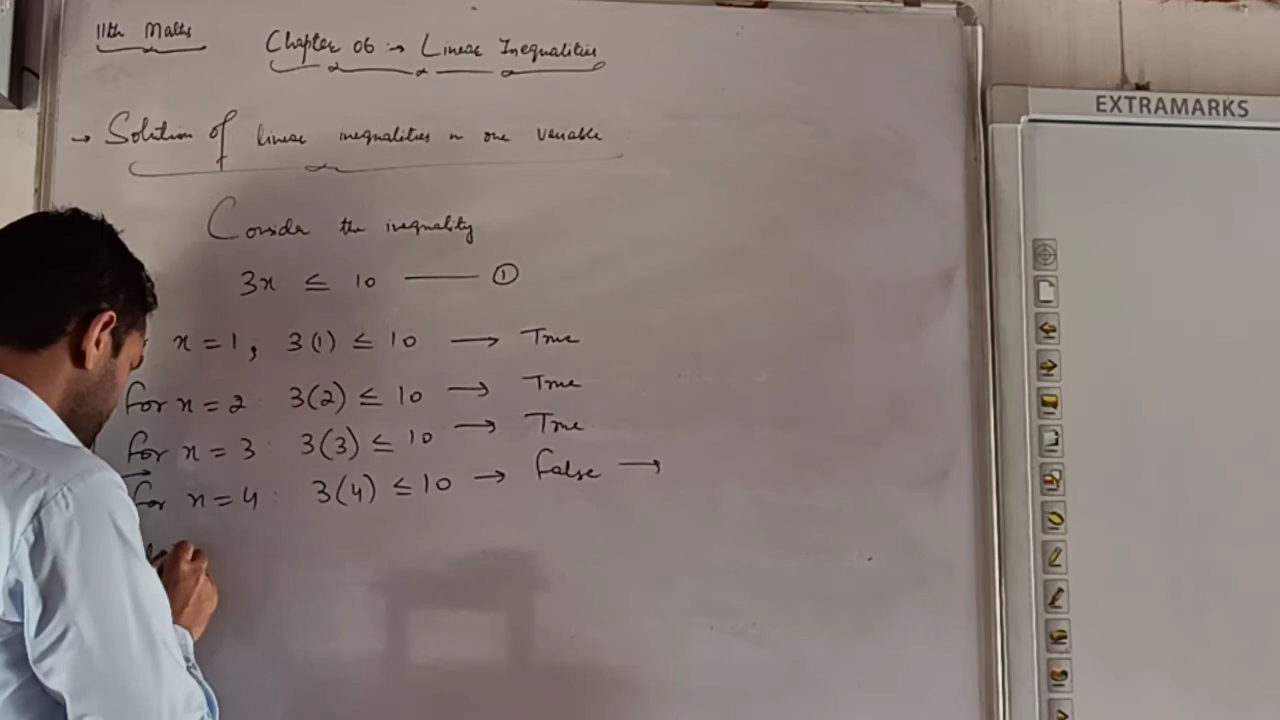 11th Maths
Chapter 06 :→ Linear Inequalities
→ Solution of linear inequalities in one variable
Consider the inequality
3x ≤ 10 —— ①
x = 1, 3(1) ≤ 10 → True
For x = 2 : 3(2) ≤ 10 → True
For x = 3 : 3(3) ≤ 10 → True
For x = 4 : 3(4) ≤ 10 → False →
EXTRAMARKS